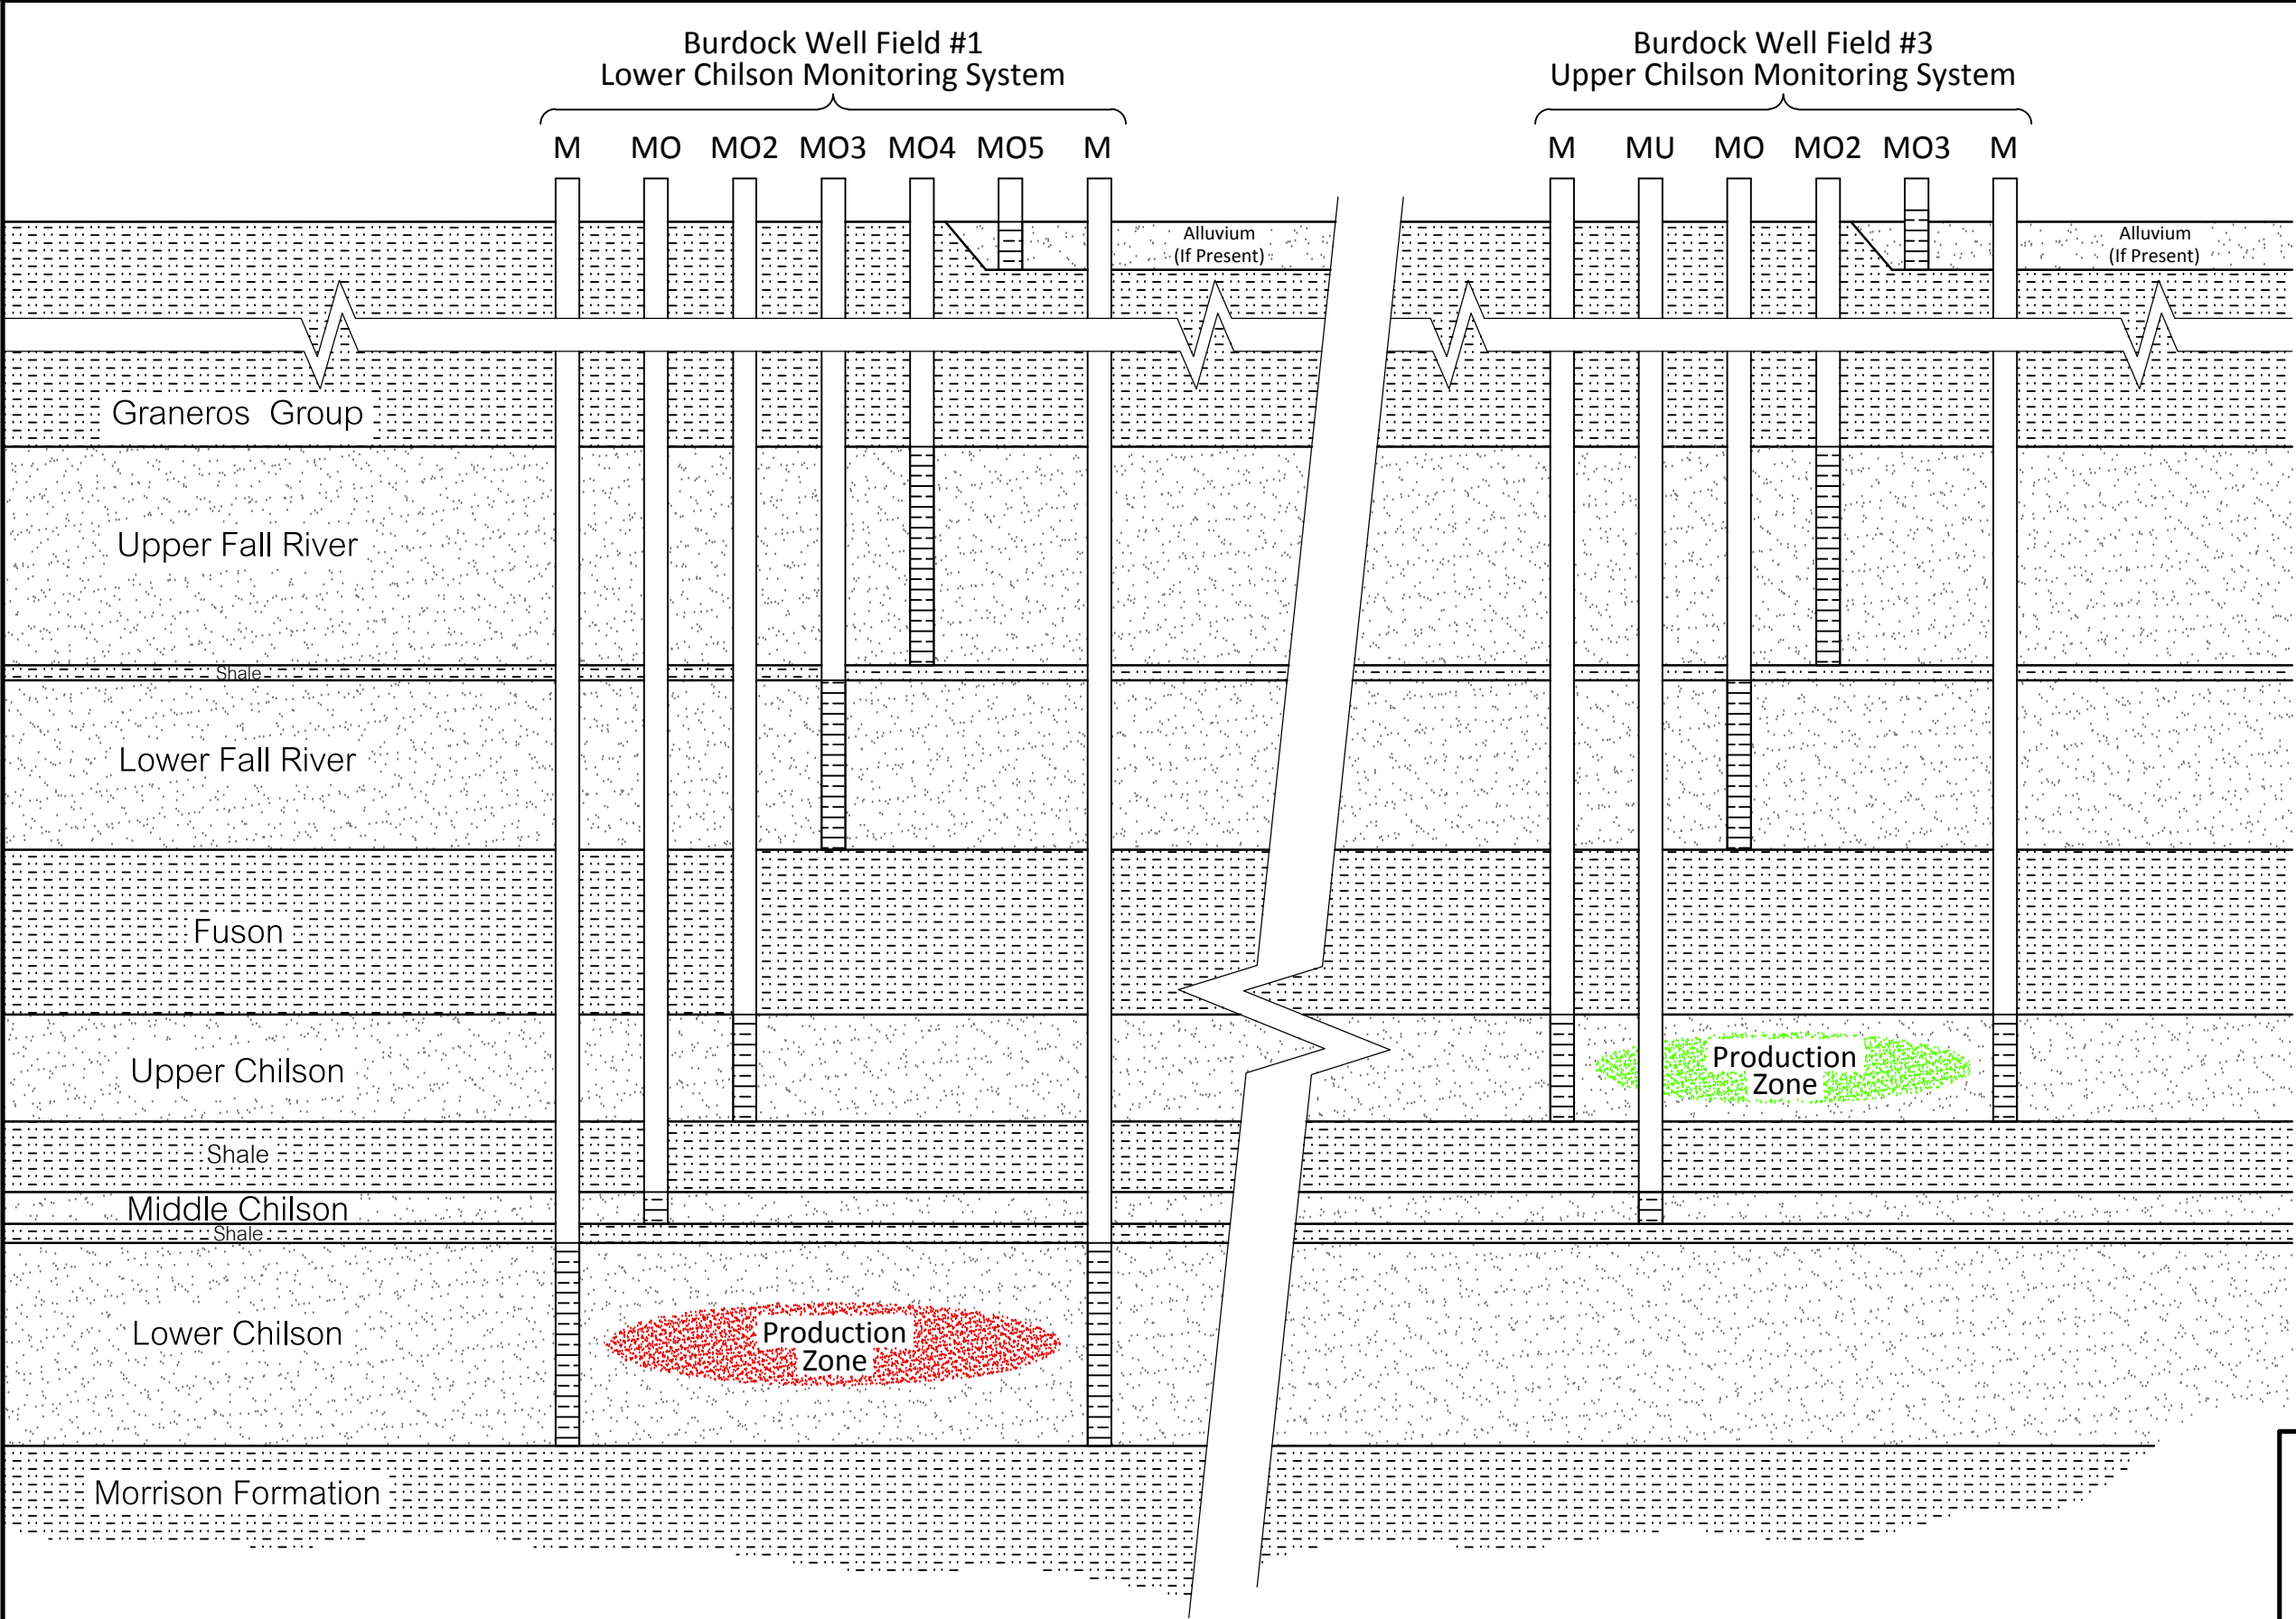 Burdock Well Field #1
Lower Chilson Monitoring System
M MO MO2 MO3 MO4 MO5 M
Burdock Well Field #3
Upper Chilson Monitoring System
M MU MO MO2 MO3 M
Alluvium
(If Present)
Alluvium
(If Present)
Graneros Group
Upper Fall River
Shale
Lower Fall River
Fuson
Upper Chilson
Production
Zone
Shale
Middle Chilson
Shale
Lower Chilson
Production
Zone
Morrison Formation